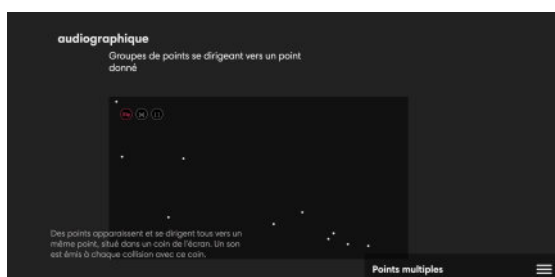 audiographique
Groupes de points se dirigeant vers un point
donné
Des points apparaissent et se dirigent tous vers un
même point, situé dans un coin de l'écran. Un son
est émis à chaque collision avec ce coin.
Points multiples